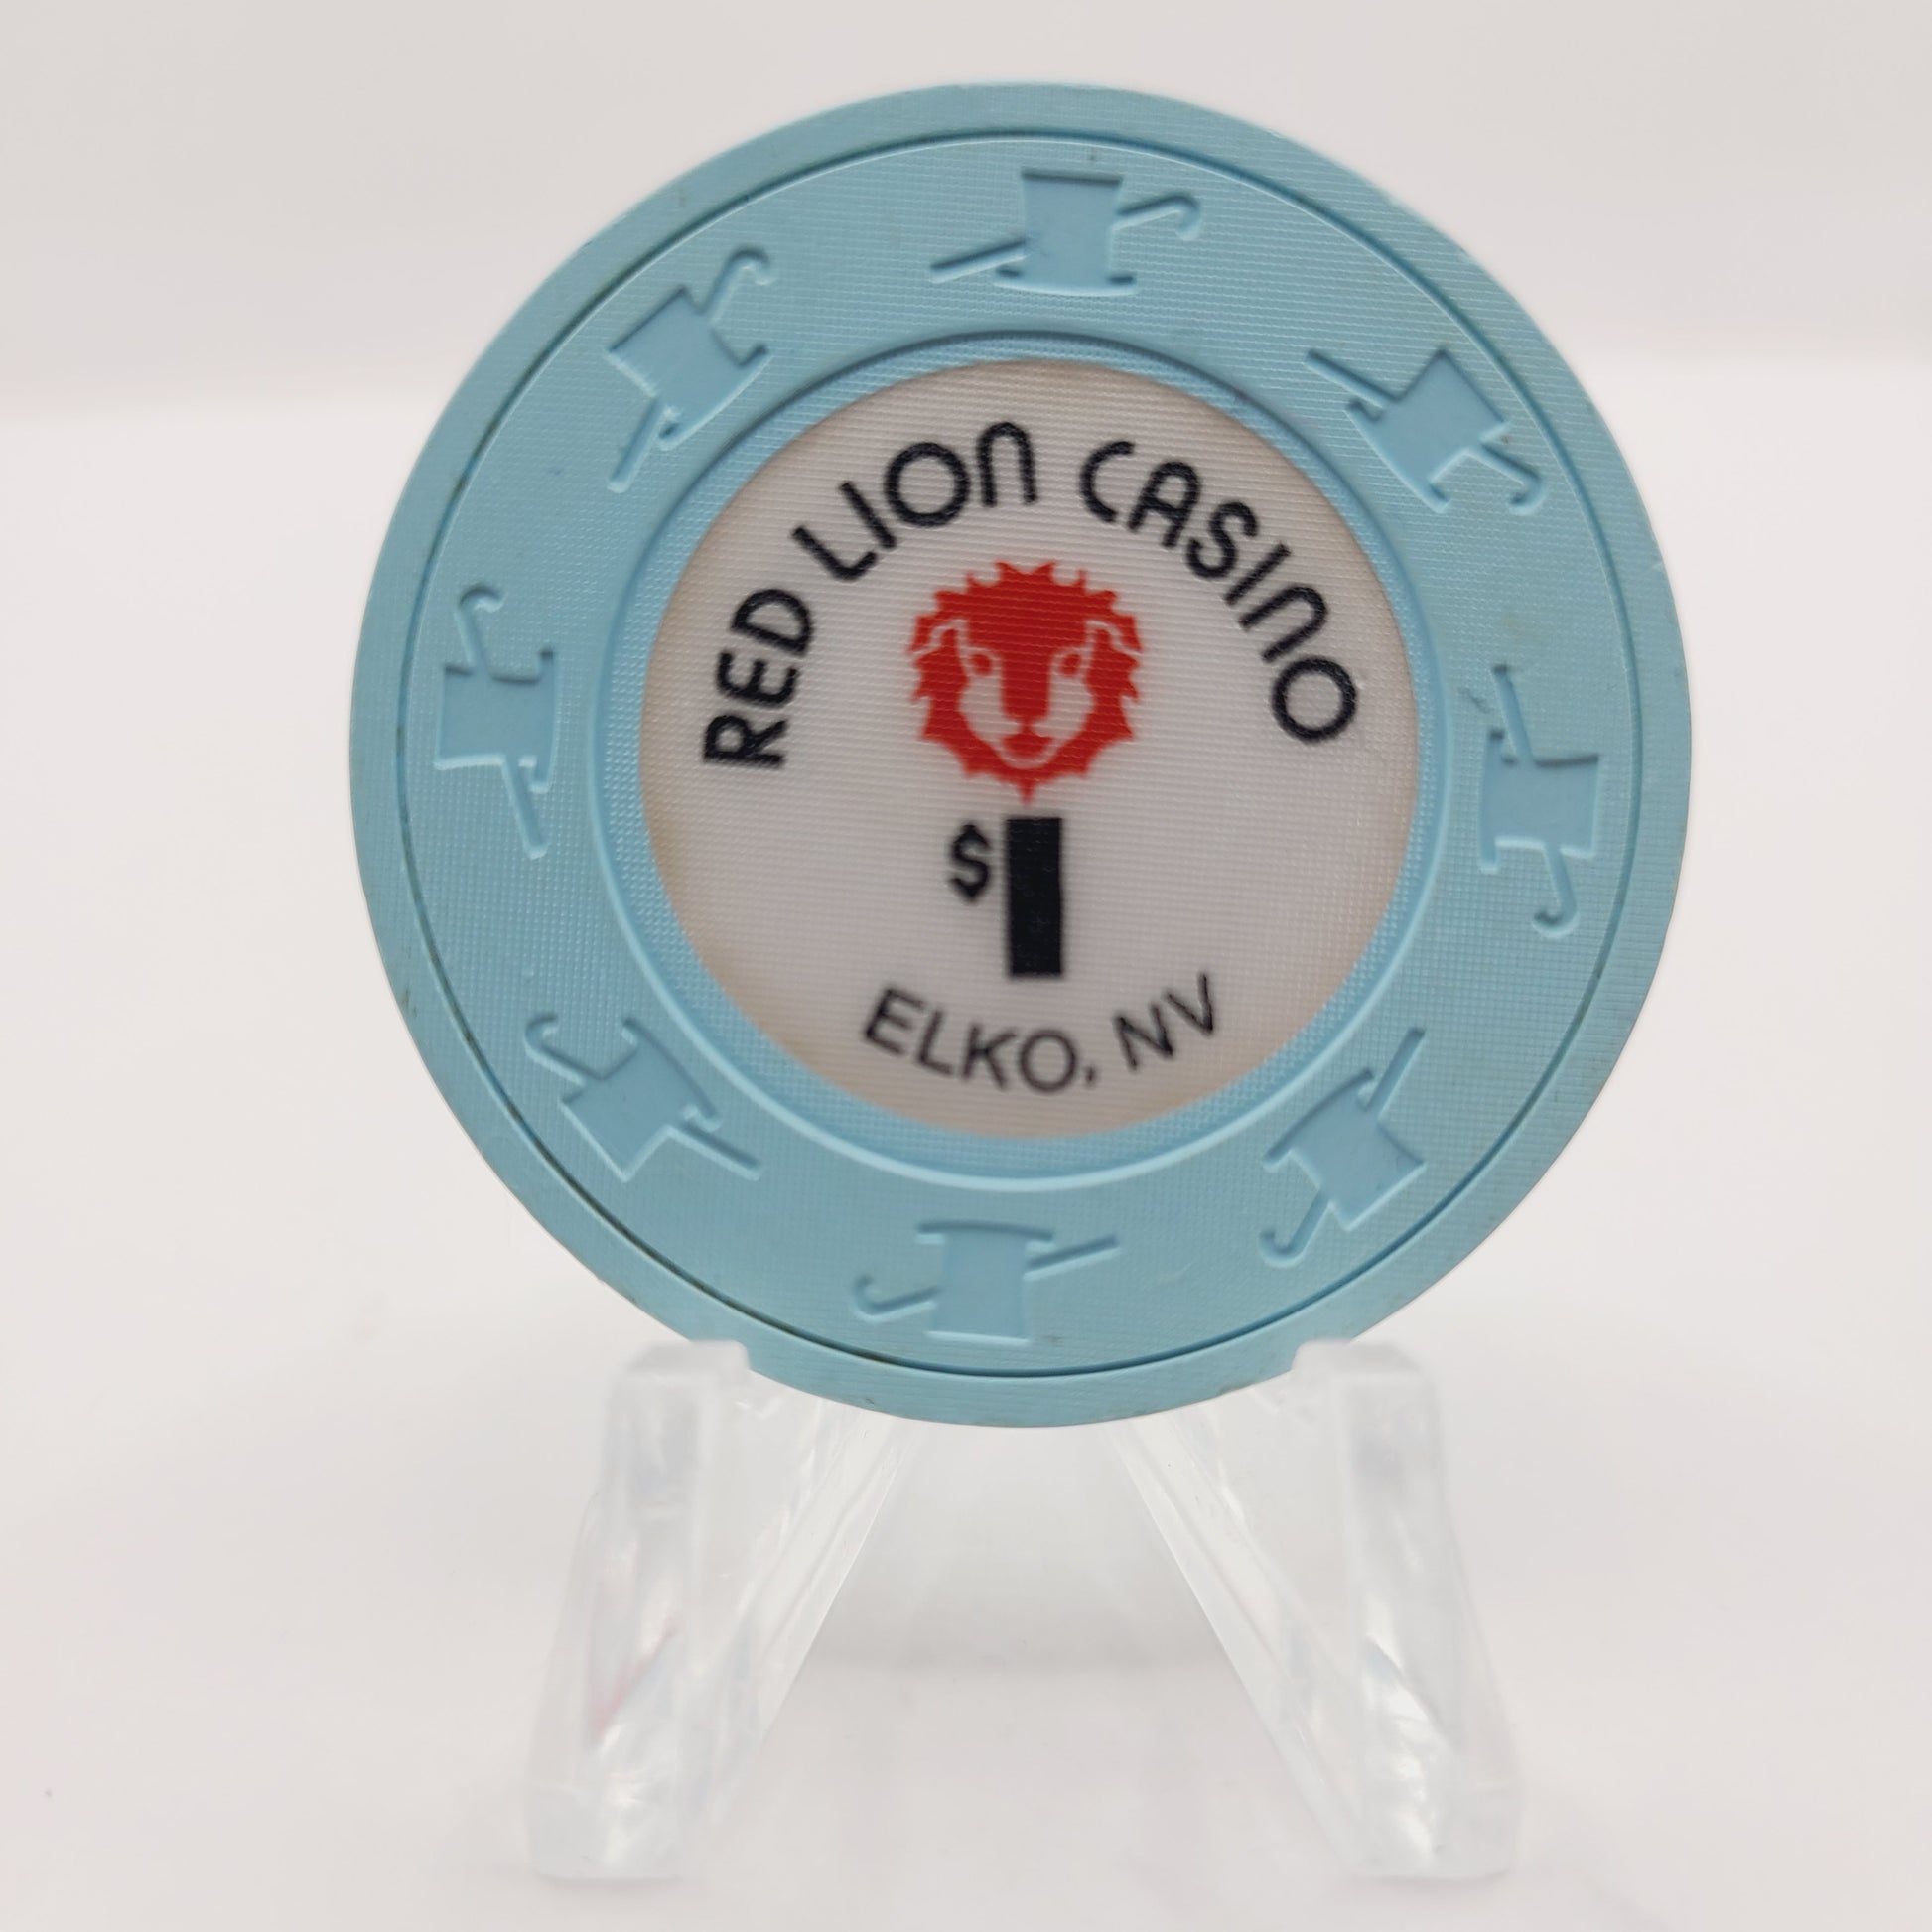 RED LION CASINO
$1
ELKO, NV